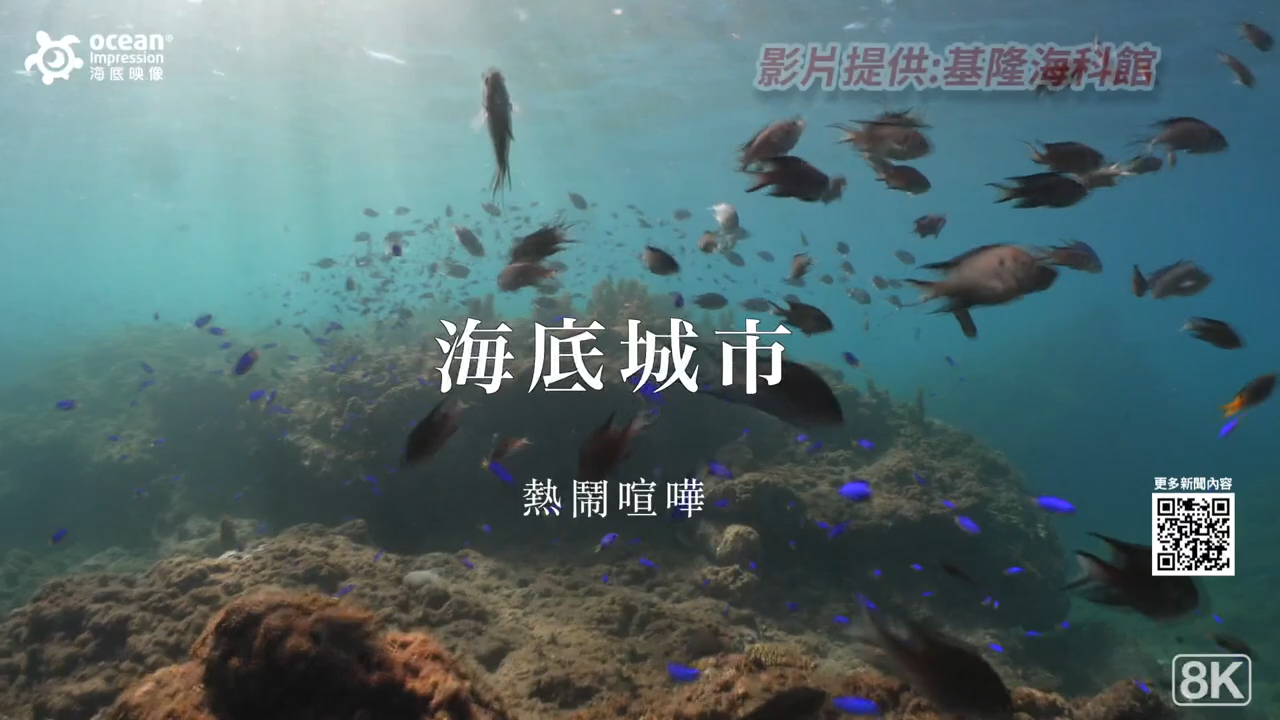 ocean®
Impression
海底映像
影片提供:基隆海科館
海底城市
熱鬧喧嘩
更多新聞內容
8K